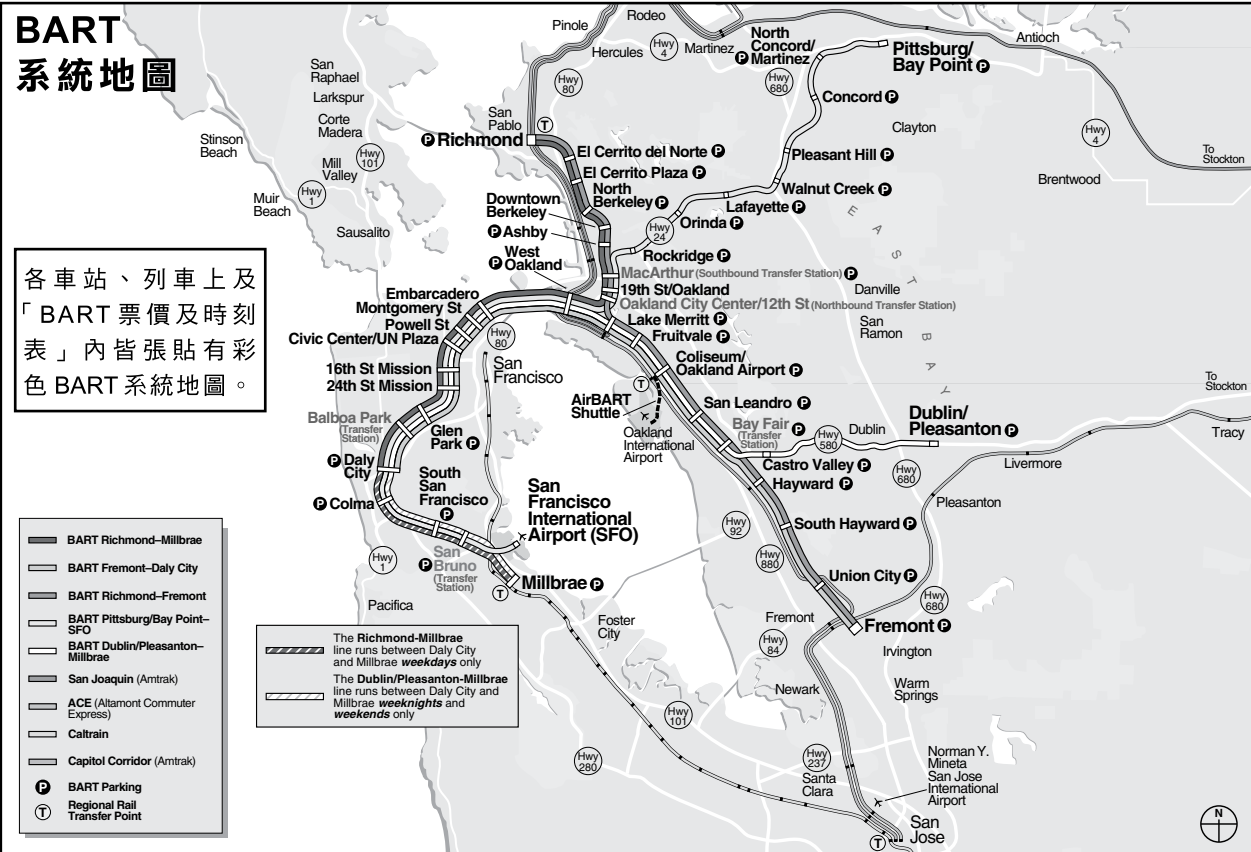 BART
系統地圖
各車站、列車上及
「BART 票價及時刻
表」內皆張貼有彩
色 BART 系統地圖。
Rodeo
Pinole
Hercules
Hwy
4
Martinez
North
Concord/
Martinez P
Pittsburg/
Bay Point P
Antioch
Hwy
80
Hwy
680
Concord P
Clayton
Hwy
4
To
Stockton
Brentwood
San
Raphael
Larkspur
Corte
Madera
Stinson
Beach
Hwy
101
Mill
Valley
Hwy
1
Muir
Beach
Sausalito
San
Pablo
T
P Richmond
El Cerrito del Norte P
El Cerrito Plaza P
North
Berkeley P
Downtown
Berkeley
P Ashby
P West
Oakland
Pleasant Hill P
Walnut Creek P
Lafayette P
Orinda P
Hwy
24
Rockridge P
MacArthur (Southbound Transfer Station) P
19th St/Oakland
Oakland City Center/12th St (Northbound Transfer Station)
EAST BAY
Danville
San
Ramon
Lake Merritt P
Fruitvale P
Coliseum/
Oakland Airport P
San Leandro P
Bay Fair
(Transfer
Station) P
Embarcadero
Montgomery St
Powell St
Civic Center/UN Plaza
Hwy
80
16th St Mission
24th St Mission
San
Francisco
T
AirBART
Shuttle
Oakland
International
Airport
Balboa Park
(Transfer
Station)
Glen
Park P
P Daly
City
P Colma
South
San
Francisco
P
San
Francisco
International
Airport (SFO)
Hwy
580
Dublin
Dublin/
Pleasanton P
To
Stockton
Tracy
Livermore
Castro Valley P
Hayward P
Hwy
680
Pleasanton
Hwy
92
South Hayward P
Hwy
880
Union City P
Hwy
680
Fremont
Fremont P
Hwy
84
Irvington
Newark
Warm
Springs
Hwy
1
P San
Bruno
(Transfer
Station)
T
Millbrae P
Pacifica
Foster
City
Hwy
101
Hwy
280
Hwy
237
Santa
Clara
Norman Y.
Mineta
San Jose
International
Airport
San
Jose
T
N
BART Richmond–Millbrae
BART Fremont–Daly City
BART Richmond–Fremont
BART Pittsburg/Bay Point–
SFO
BART Dublin/Pleasanton–
Millbrae
San Joaquin (Amtrak)
ACE (Altamont Commuter
Express)
Caltrain
Capitol Corridor (Amtrak)
P BART Parking
T Regional Rail
Transfer Point
The Richmond-Millbrae
line runs between Daly City
and Millbrae weekdays only
The Dublin/Pleasanton-Millbrae
line runs between Daly City and
Millbrae weeknights and
weekends only